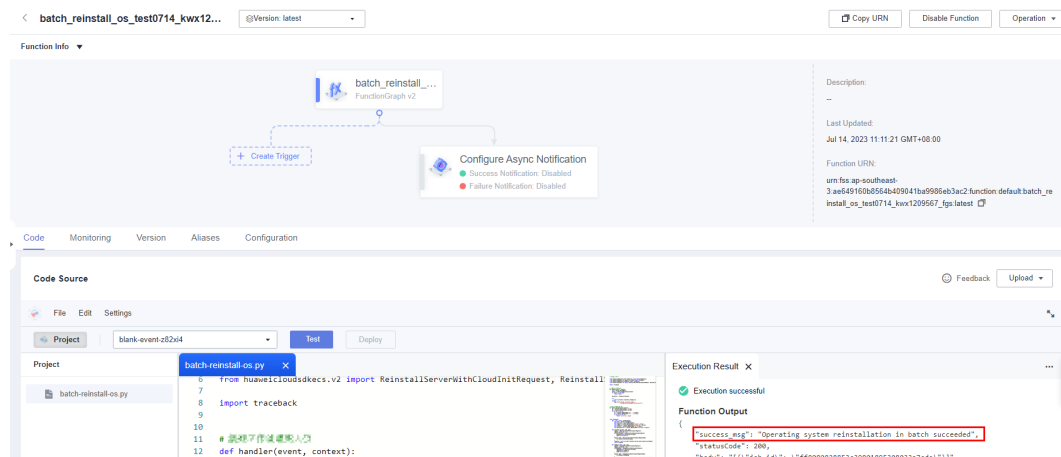 batch_reinstall_os_test0714_kwx12...
Version: latest
Copy URN
Disable Function
Operation
Function Info
batch_reinstall_...
FunctionGraph v2
Create Trigger
Configure Async Notification
Success Notification: Disabled
Failure Notification: Disabled
Description:
--
Last Updated:
Jul 14, 2023 11:11:21 GMT+08:00
Function URN:
urn:fss:ap-southeast-
3:ae649160b8564b409041ba9986eb3ac2:function:default:batch_re
install_os_test0714_kwx1209567_fgs:latest
Code
Monitoring
Version
Aliases
Configuration
Code Source
Feedback
Upload
File
Edit
Settings
Project
blank-event-z82xi4
Test
Deploy
Project
batch-reinstall-os.py
batch-reinstall-os.py
6 from huaweicloudsdkecs.v2 import ReinstallServerWithCloudInitRequest, Reinstall
7
8 import traceback
9
10
11 #
12 def handler(event, context):
Execution Result
Execution successful
Function Output
{
"success_msg": "Operating system reinstallation in batch succeeded",
"statusCode": 200,